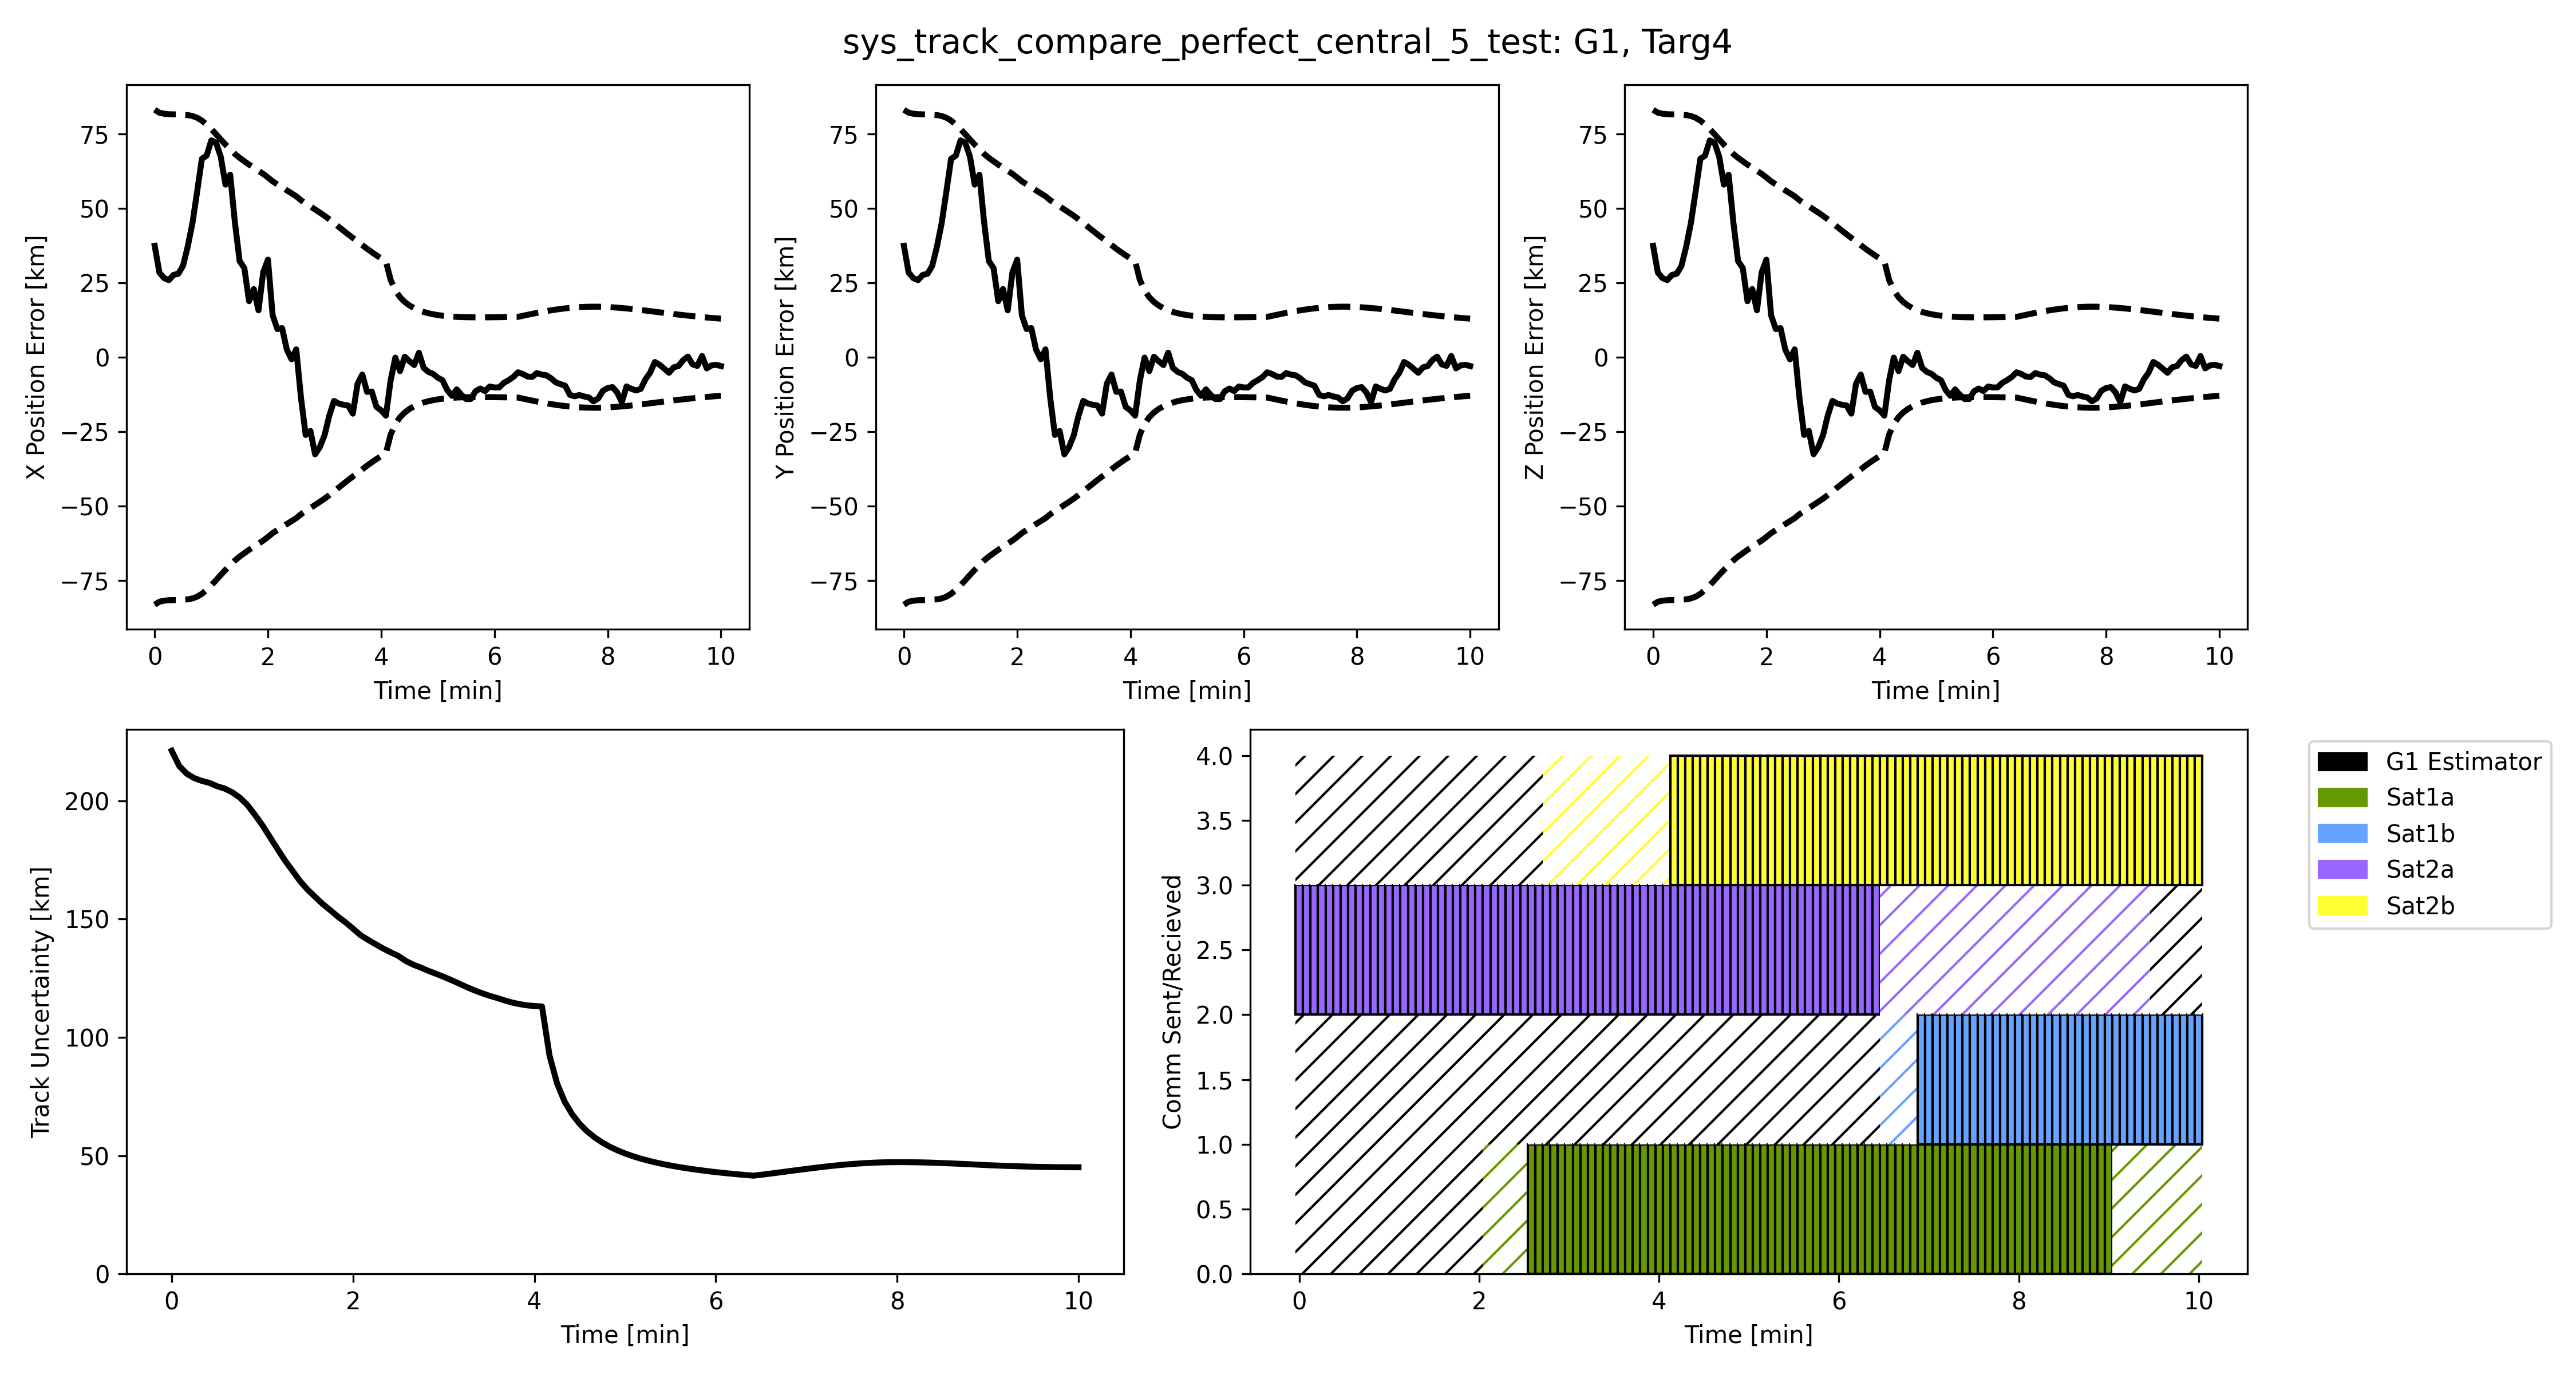 sys_track_compare_perfect_central_5_test: G1, Targ4
X Position Error [km]
75
50
25
0
−25
−50
−75
0 2 4 6 8 10
Time [min]
Y Position Error [km]
75
50
25
0
−25
−50
−75
0 2 4 6 8 10
Time [min]
Z Position Error [km]
75
50
25
0
−25
−50
−75
0 2 4 6 8 10
Time [min]
Track Uncertainty [km]
200
150
100
50
0
0 2 4 6 8 10
Time [min]
Comm Sent/Recieved
4.0
3.5
3.0
2.5
2.0
1.5
1.0
0.5
0.0
0 2 4 6 8 10
Time [min]
G1 Estimator
Sat1a
Sat1b
Sat2a
Sat2b